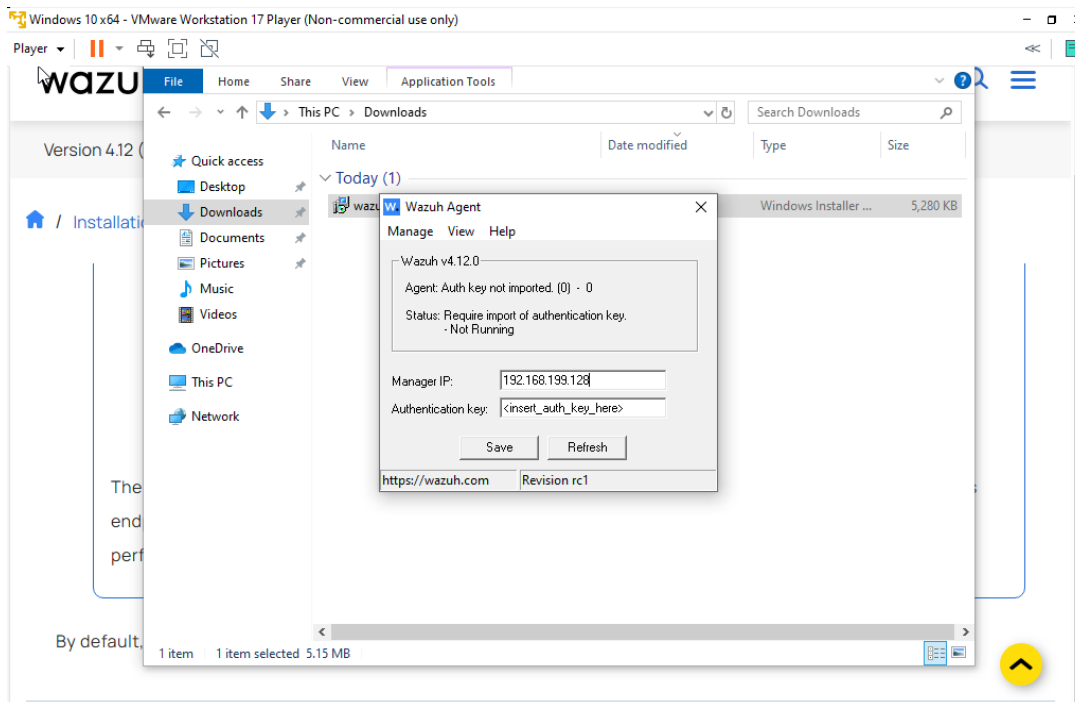 Windows 10 x64 - VMware Workstation 17 Player (Non-commercial use only)
Player
File Home Share View Application Tools
This PC > Downloads
Search Downloads
Version 4.12 (
Name Date modified Type Size
Quick access
Desktop
Downloads
Documents
Pictures
Music
Videos
OneDrive
This PC
Network
Today (1)
Windows Installer ... 5,280 KB
Wazuh Agent
Manage View Help
Wazuh v4.12.0
Agent: Auth key not imported. (0) - 0
Status: Require import of authentication key.
- Not Running
Manager IP: 192.168.199.128
Authentication key: <insert_auth_key_here>
Save Refresh
https://wazuh.com Revision rc1
/
The
By default,
1 item 1 item selected 5.15 MB